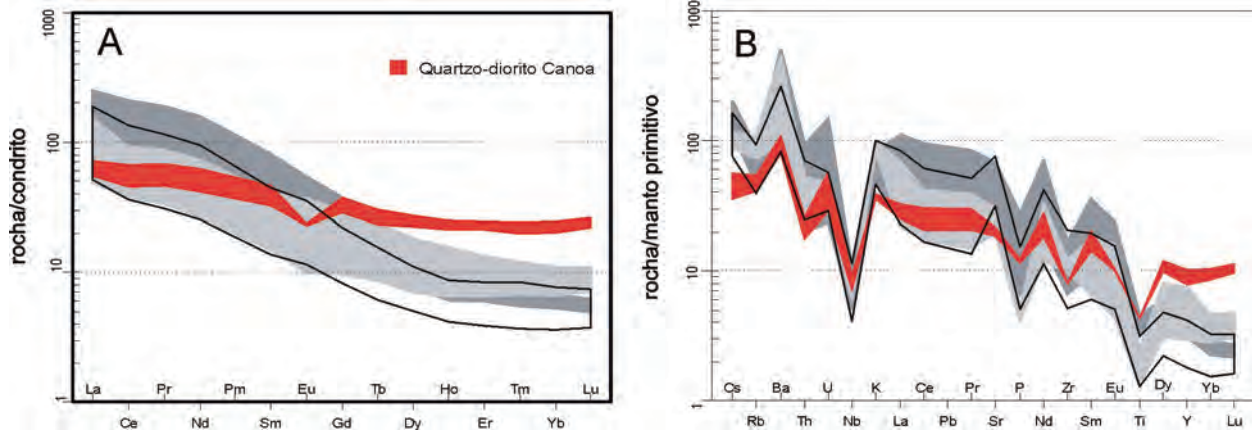 A
Quartzo-diorito Canoa
rocha/condrito
1000
100
10
1
La Pr Pm Eu Tb Ho Tm Lu
Ce Nd Sm Gd Dy Er Yb
B
rocha/manto primitivo
1000
100
10
1
Cs Ba U K Ce Pr P Zr Eu Dy Yb
Rb Th Nb La Pb Sr Nd Sm Ti Y Lu